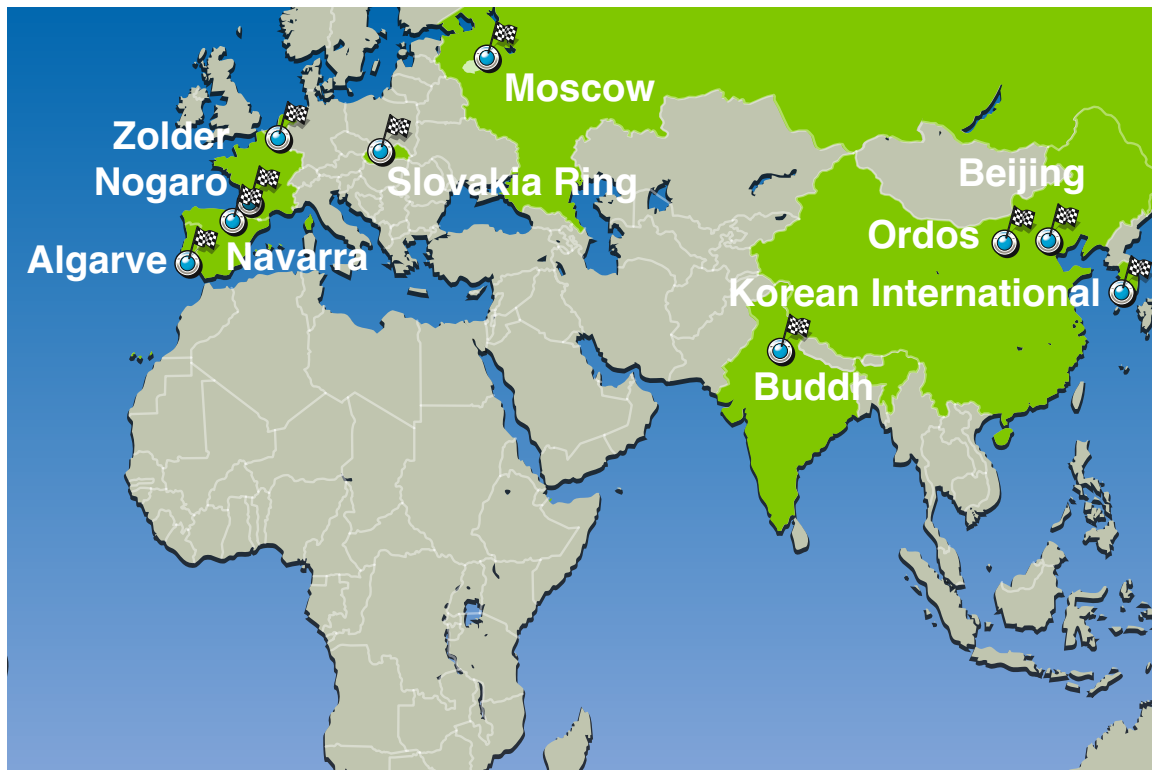 Moscow
Zolder
Nogaro
Slovakia Ring
Beijing
Ordos
Algarve
Navarra
Korean International
Buddh